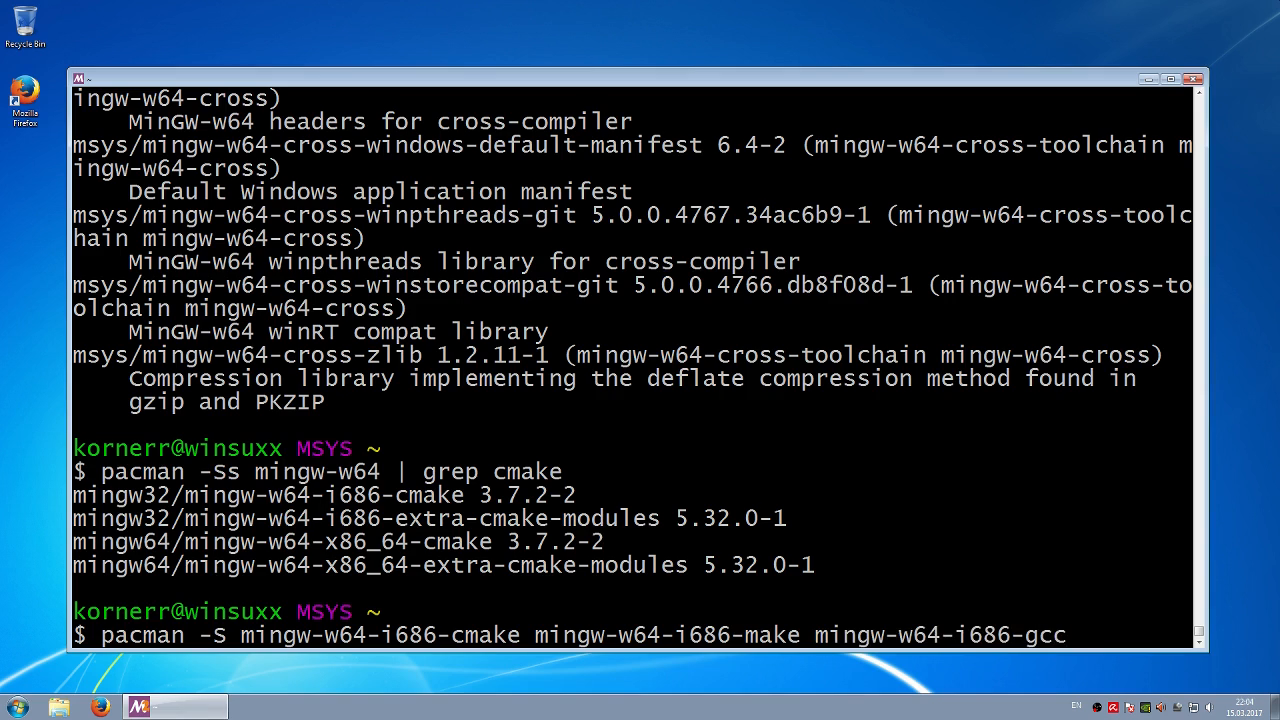 Recycle Bin
Mozilla
Firefox
~
ingw-w64-cross)
MinGW-w64 headers for cross-compiler
msys/mingw-w64-cross-windows-default-manifest 6.4-2 (mingw-w64-cross-toolchain m
ingw-w64-cross)
Default Windows application manifest
msys/mingw-w64-cross-winpthreads-git 5.0.0.4767.34ac6b9-1 (mingw-w64-cross-toolc
hain mingw-w64-cross)
MinGW-w64 winpthreads library for cross-compiler
msys/mingw-w64-cross-winstorecompat-git 5.0.0.4766.db8f08d-1 (mingw-w64-cross-to
olchain mingw-w64-cross)
MinGW-w64 winRT compat library
msys/mingw-w64-cross-zlib 1.2.11-1 (mingw-w64-cross-toolchain mingw-w64-cross)
Compression library implementing the deflate compression method found in
gzip and PKZIP
kornerr@winsuxx MSYS ~
$ pacman -Ss mingw-w64 | grep cmake
mingw32/mingw-w64-i686-cmake 3.7.2-2
mingw32/mingw-w64-i686-extra-cmake-modules 5.32.0-1
mingw64/mingw-w64-x86_64-cmake 3.7.2-2
mingw64/mingw-w64-x86_64-extra-cmake-modules 5.32.0-1
kornerr@winsuxx MSYS ~
$ pacman -S mingw-w64-i686-cmake mingw-w64-i686-make mingw-w64-i686-gcc
~
EN
22:04
15.03.2017